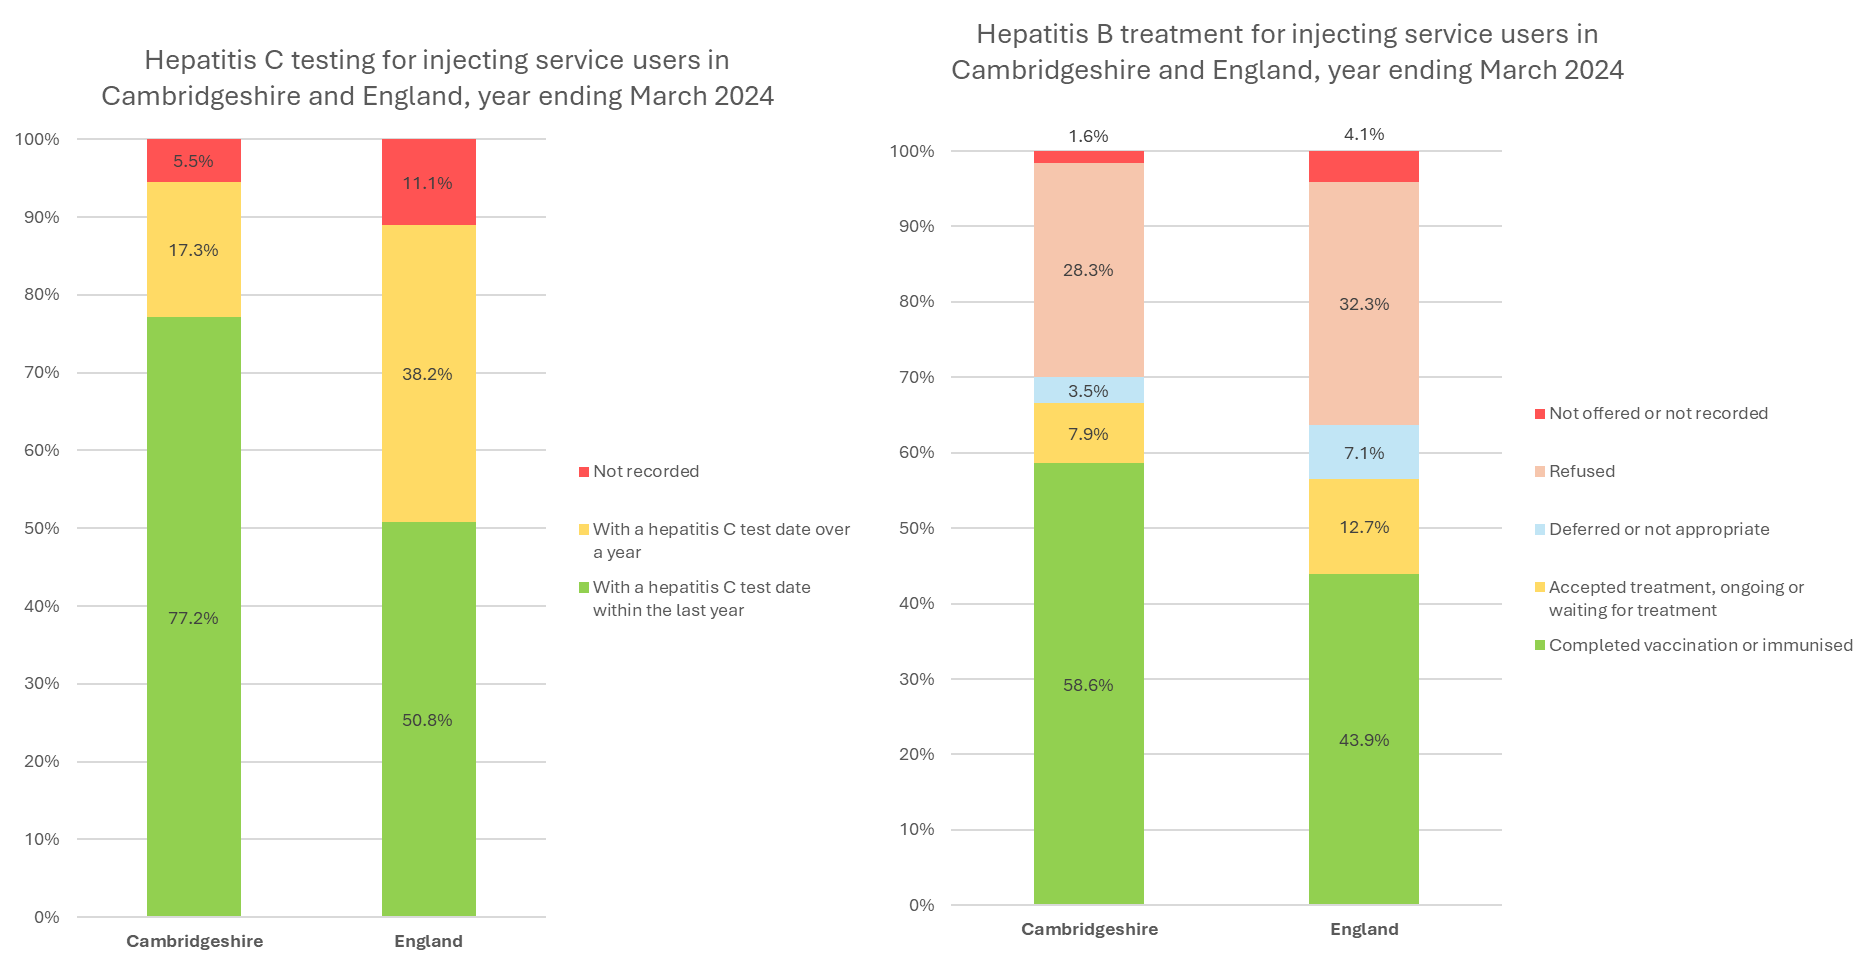 Hepatitis C testing for injecting service users in
Cambridgeshire and England, year ending March 2024
100%
90%
80%
70%
60%
50%
40%
30%
20%
10%
0%
5.5%
17.3%
77.2%
11.1%
38.2%
50.8%
Cambridgeshire
England
Not recorded
With a hepatitis C test date over
a year
With a hepatitis C test date
within the last year
Hepatitis B treatment for injecting service users in
Cambridgeshire and England, year ending March 2024
100%
90%
80%
70%
60%
50%
40%
30%
20%
10%
0%
1.6%
28.3%
3.5%
7.9%
58.6%
4.1%
32.3%
7.1%
12.7%
43.9%
Cambridgeshire
England
Not offered or not recorded
Refused
Deferred or not appropriate
Accepted treatment, ongoing or
waiting for treatment
Completed vaccination or immunised